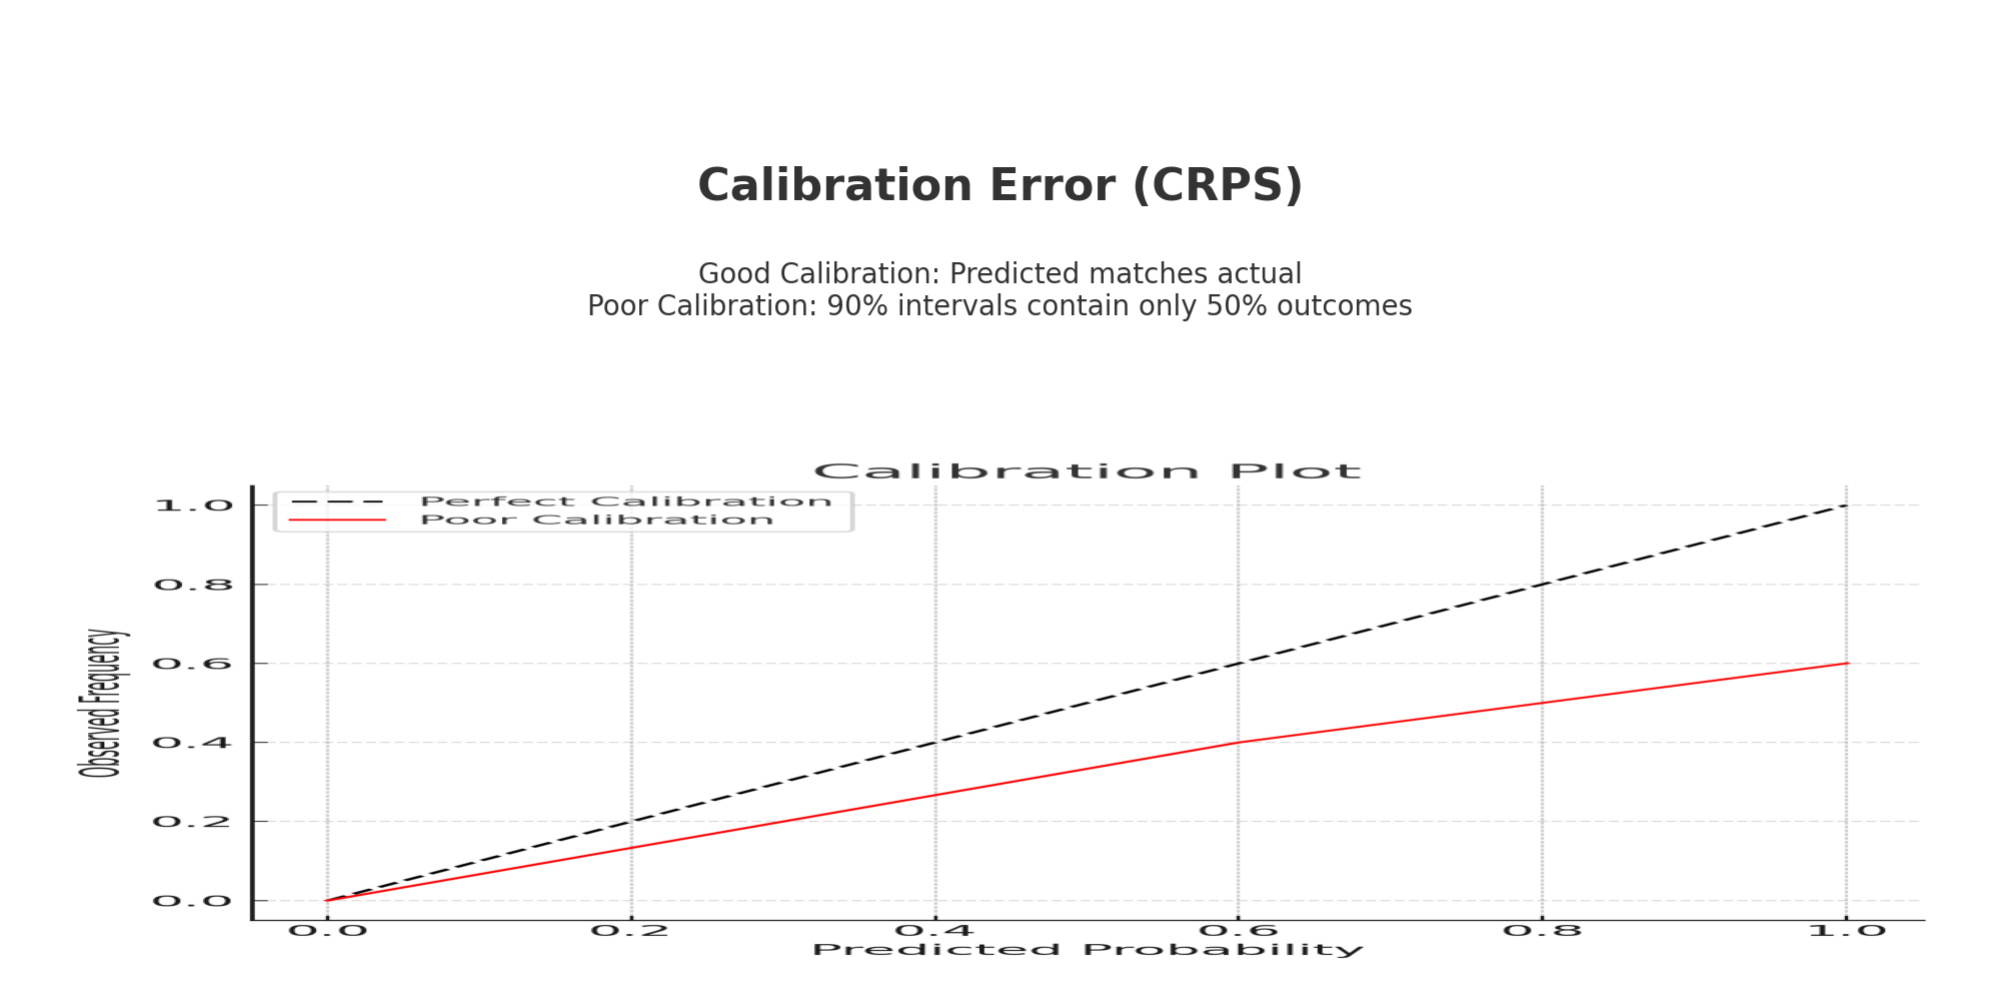 Calibration Error (CRPS)
Good Calibration: Predicted matches actual
Poor Calibration: 90% intervals contain only 50% outcomes
Calibration Plot
Perfect Calibration
Poor Calibration
Observed Frequency
1.0
0.8
0.6
0.4
0.2
0.0
0.0 0.2 0.4 0.6 0.8 1.0
Predicted Probability